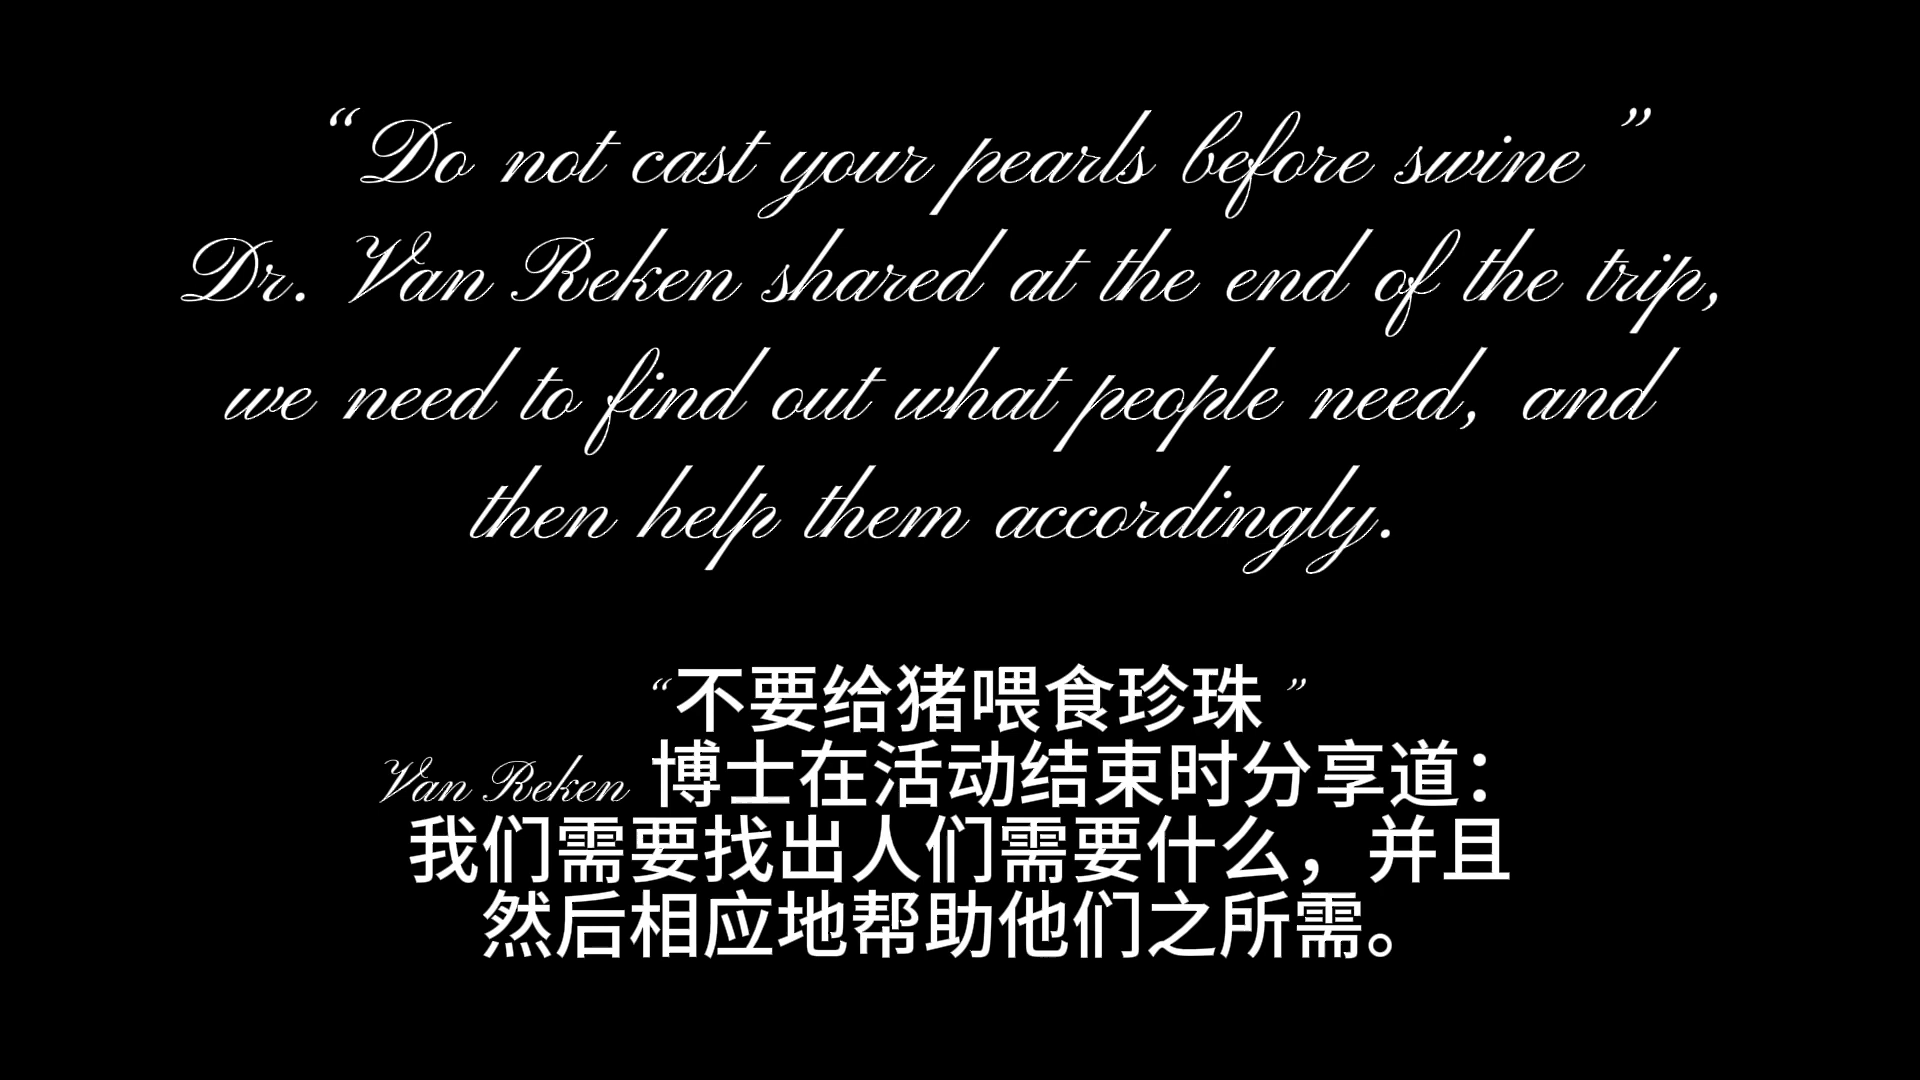 “Do not cast your pearls before swine”
Dr. Van Reken shared at the end of the trip,
we need to find out what people need, and
then help them accordingly.
“不要给猪喂食珍珠”
Van Reken 博士在活动结束时分享道：
我们需要找出人们需要什么，并且
然后相应地帮助他们之所需。